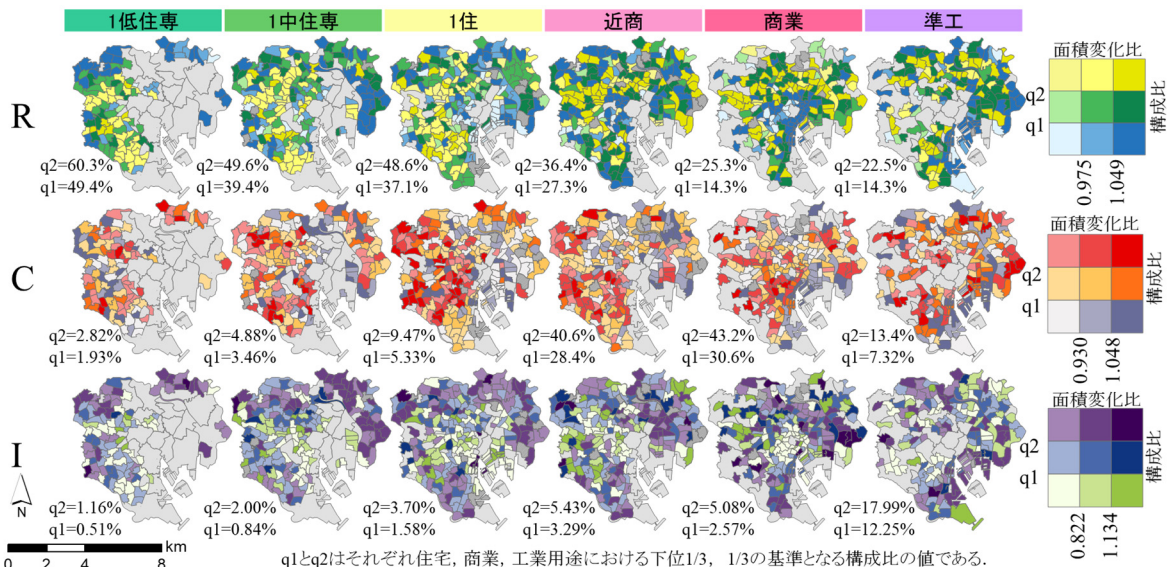 1低住専 1中住専 1住 近商 商業 準工
R
q2=60.3%
q1=49.4%
q2=49.6%
q1=39.4%
q2=48.6%
q1=37.1%
q2=36.4%
q1=27.3%
q2=25.3%
q1=14.3%
q2=22.5%
q1=14.3%
面積変化比
q2
q1
構成比
0.975
1.049
C
q2=2.82%
q1=1.93%
q2=4.88%
q1=3.46%
q2=9.47%
q1=5.33%
q2=40.6%
q1=28.4%
q2=43.2%
q1=30.6%
q2=13.4%
q1=7.32%
面積変化比
q2
q1
構成比
0.930
1.048
I
q2=1.16%
q1=0.51%
q2=2.00%
q1=0.84%
q2=3.70%
q1=1.58%
q2=5.43%
q1=3.29%
q2=5.08%
q1=2.57%
q2=17.99%
q1=12.25%
面積変化比
q2
q1
構成比
0.822
1.134
N
km
0 2 4 8
q1とq2はそれぞれ住宅, 商業, 工業用途における下位1/3, 1/3の基準となる構成比の値である.